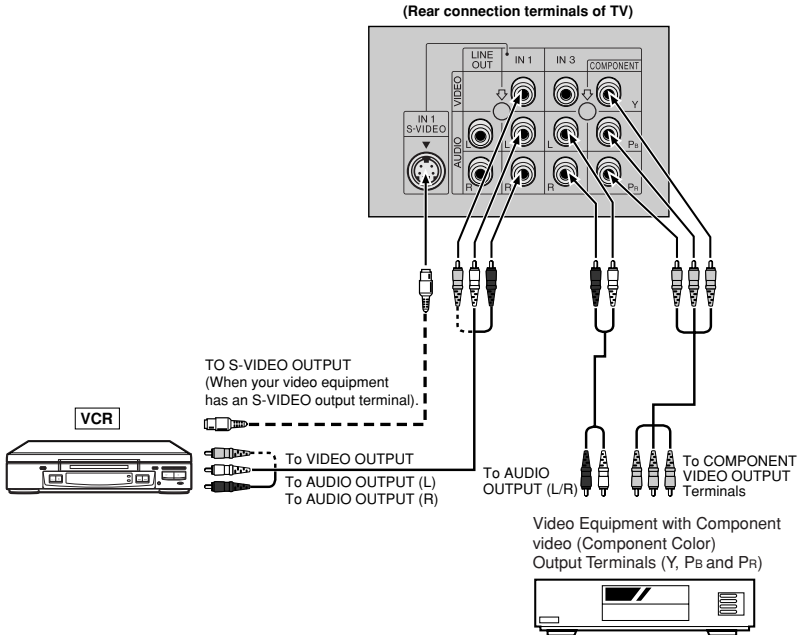 (Rear connection terminals of TV)
LINE
OUT
IN 1
IN 3
COMPONENT
VIDEO
Y
IN 1
S-VIDEO
AUDIO
L
L
L
PB
R
R
R
PR
TO S-VIDEO OUTPUT
(When your video equipment
has an S-VIDEO output terminal).
VCR
To VIDEO OUTPUT
To AUDIO OUTPUT (L)
To AUDIO OUTPUT (R)
To AUDIO
OUTPUT (L/R)
To COMPONENT
VIDEO OUTPUT
Terminals
Video Equipment with Component
video (Component Color)
Output Terminals (Y, PB and PR)